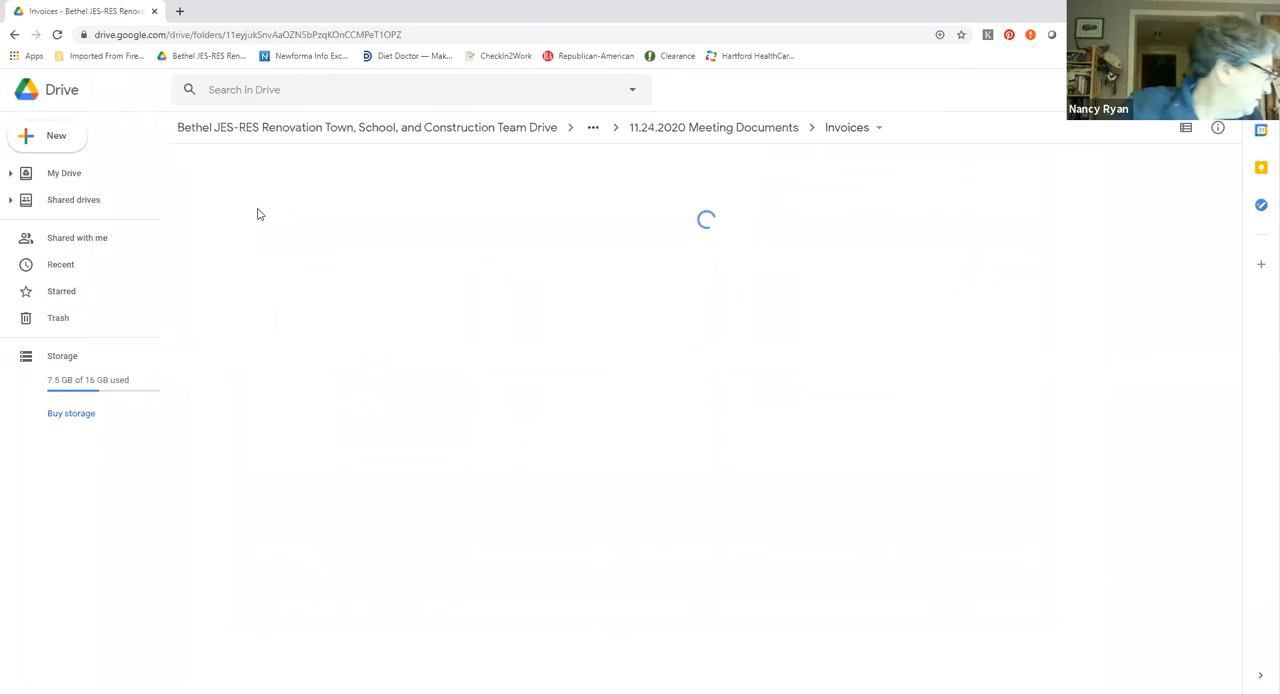 Invoices - Bethel JES-RES Renova
drive.google.com/drive/folders/11eyjukSnvAaOZN5bPzqKOnCCMPeT1OPZ
Apps Imported From Fire... Bethel JES-RES Ren... Newforma Info Exc... Diet Doctor — Mak... CheckIn2Work Republican-American Clearance Hartford HealthCar...
Drive Search in Drive
Nancy Ryan
Bethel JES-RES Renovation Town, School, and Construction Team Drive ... 11.24.2020 Meeting Documents Invoices
New
My Drive
Shared drives
Shared with me
Recent
Starred
Trash
Storage
7.5 GB of 16 GB used
Buy storage